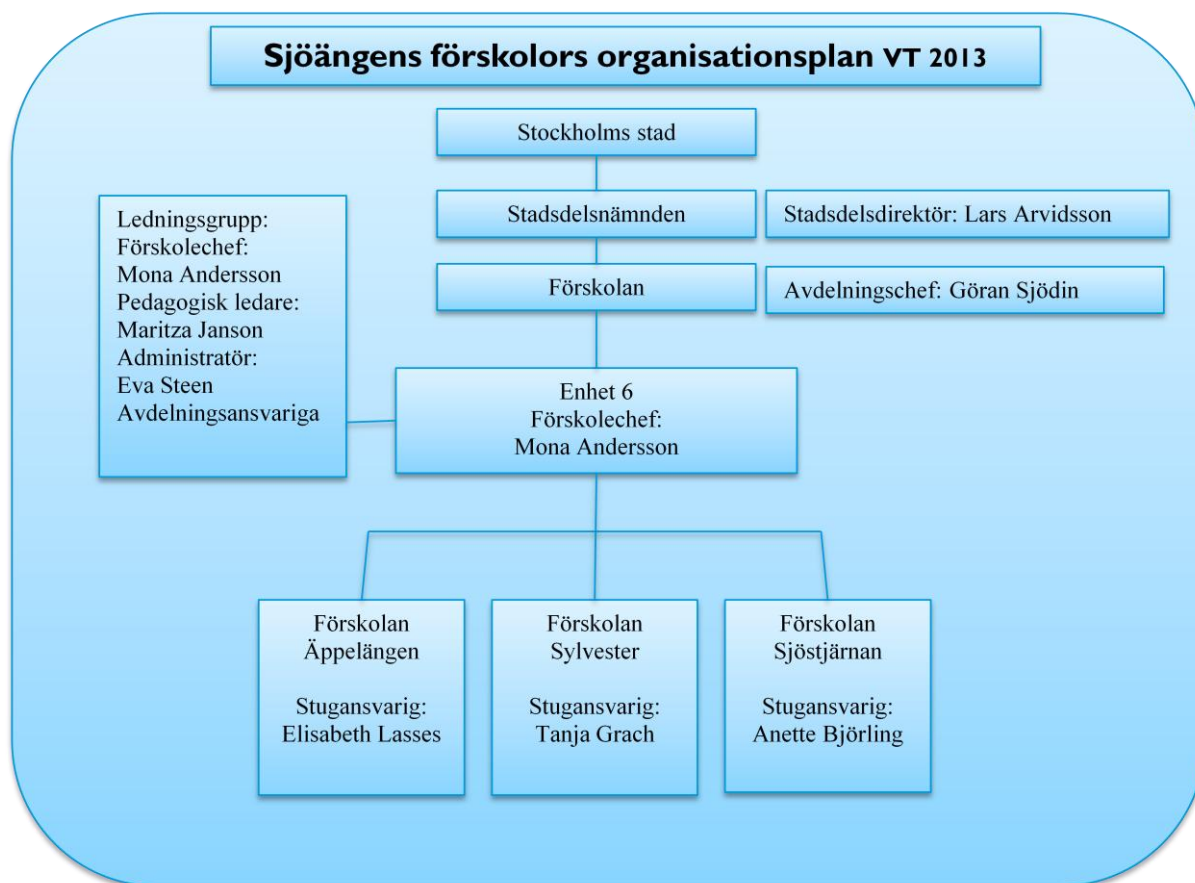 Sjöängens förskolors organisationsplan VT 2013
Stockholms stad
Stadsdelsnämnden
Stadsdelsdirektör: Lars Arvidsson
Förskolan
Avdelningschef: Göran Sjödin
Ledningsgrupp:
Förskolechef:
Mona Andersson
Pedagogisk ledare:
Maritza Janson
Administratör:
Eva Steen
Avdelningsansvariga
Enhet 6
Förskolechef:
Mona Andersson
Förskolan
Äppelängen
Stugansvarig:
Elisabeth Lasses
Förskolan
Sylvester
Stugansvarig:
Tanja Grach
Förskolan
Sjöstjärnan
Stugansvarig:
Anette Björling